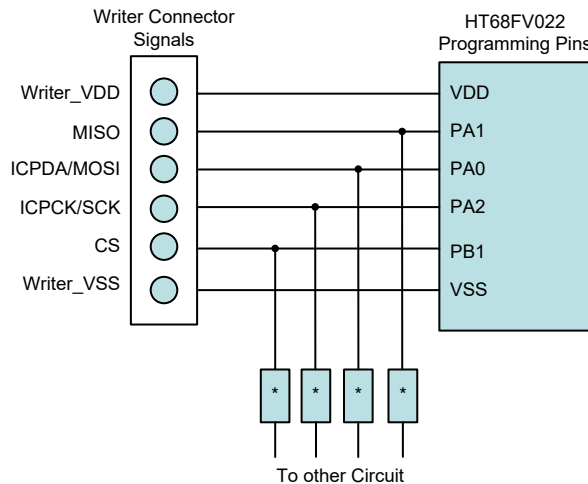 Writer Connector
Signals
HT68FV022
Programming Pins
Writer_VDD
VDD
MISO
PA1
ICPDA/MOSI
PA0
ICPCK/SCK
PA2
CS
PB1
Writer_VSS
VSS
* * * *
To other Circuit